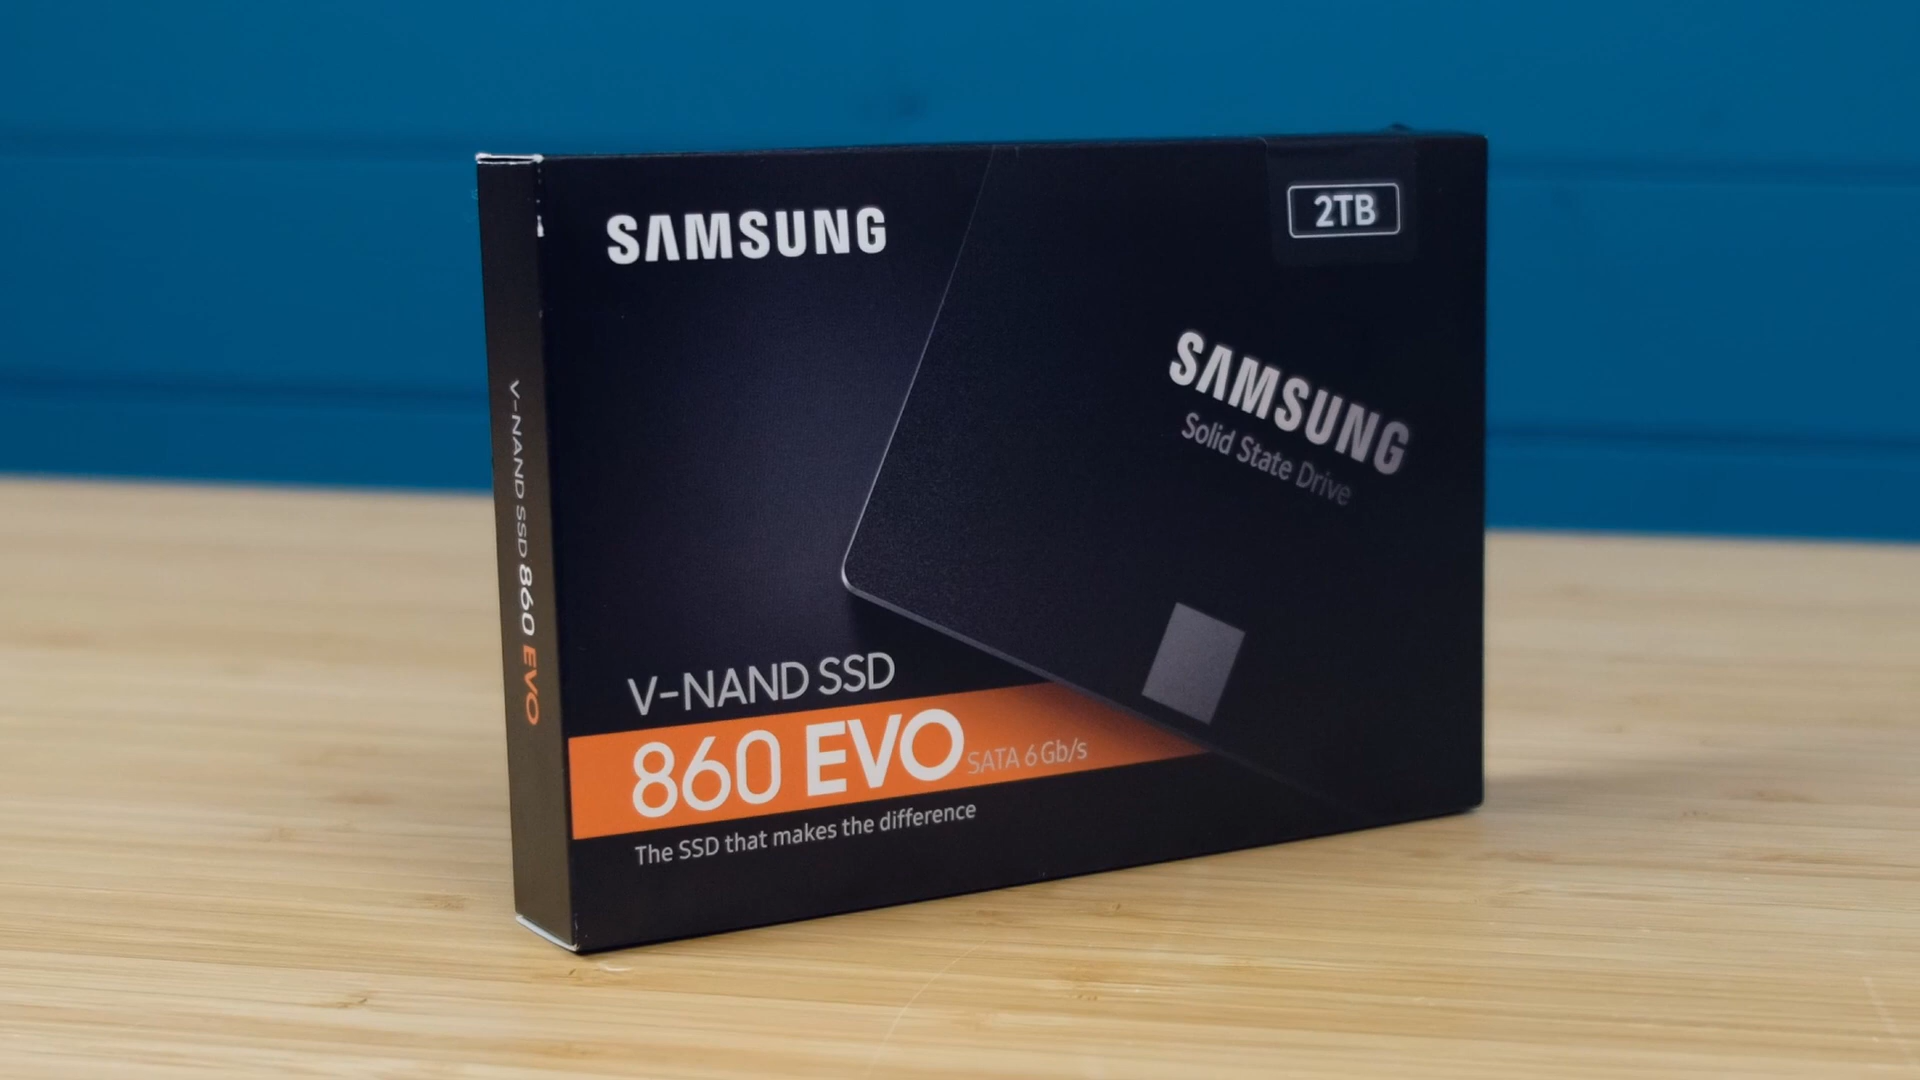 SAMSUNG
2TB
SAMSUNG
Solid State Drive
V-NAND SSD
860 EVO SATA 6 Gb/s
The SSD that makes the difference
V-NAND SSD 860 EVO